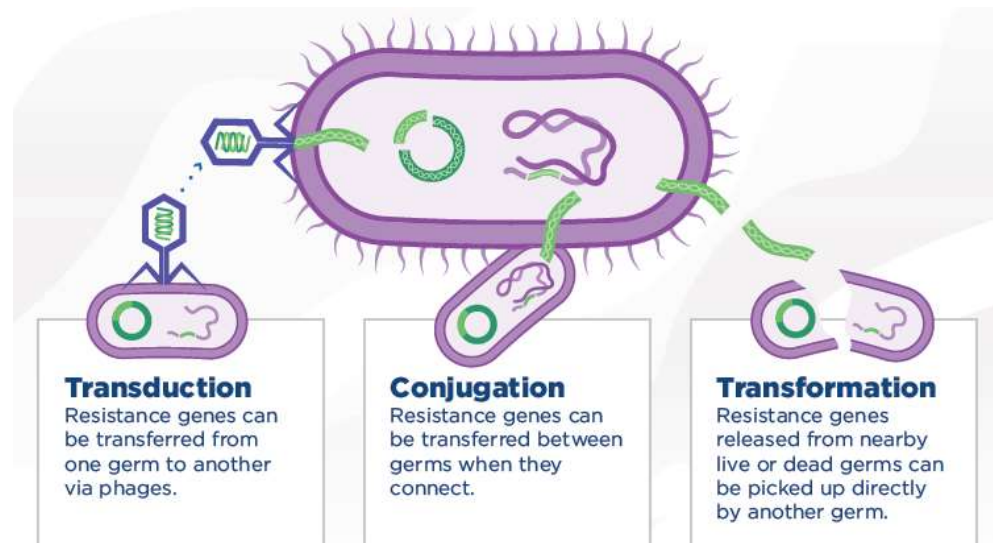 Transduction
Resistance genes can
be transferred from
one germ to another
via phages.
Conjugation
Resistance genes can
be transferred between
germs when they
connect.
Transformation
Resistance genes
released from nearby
live or dead germs can
be picked up directly
by another germ.